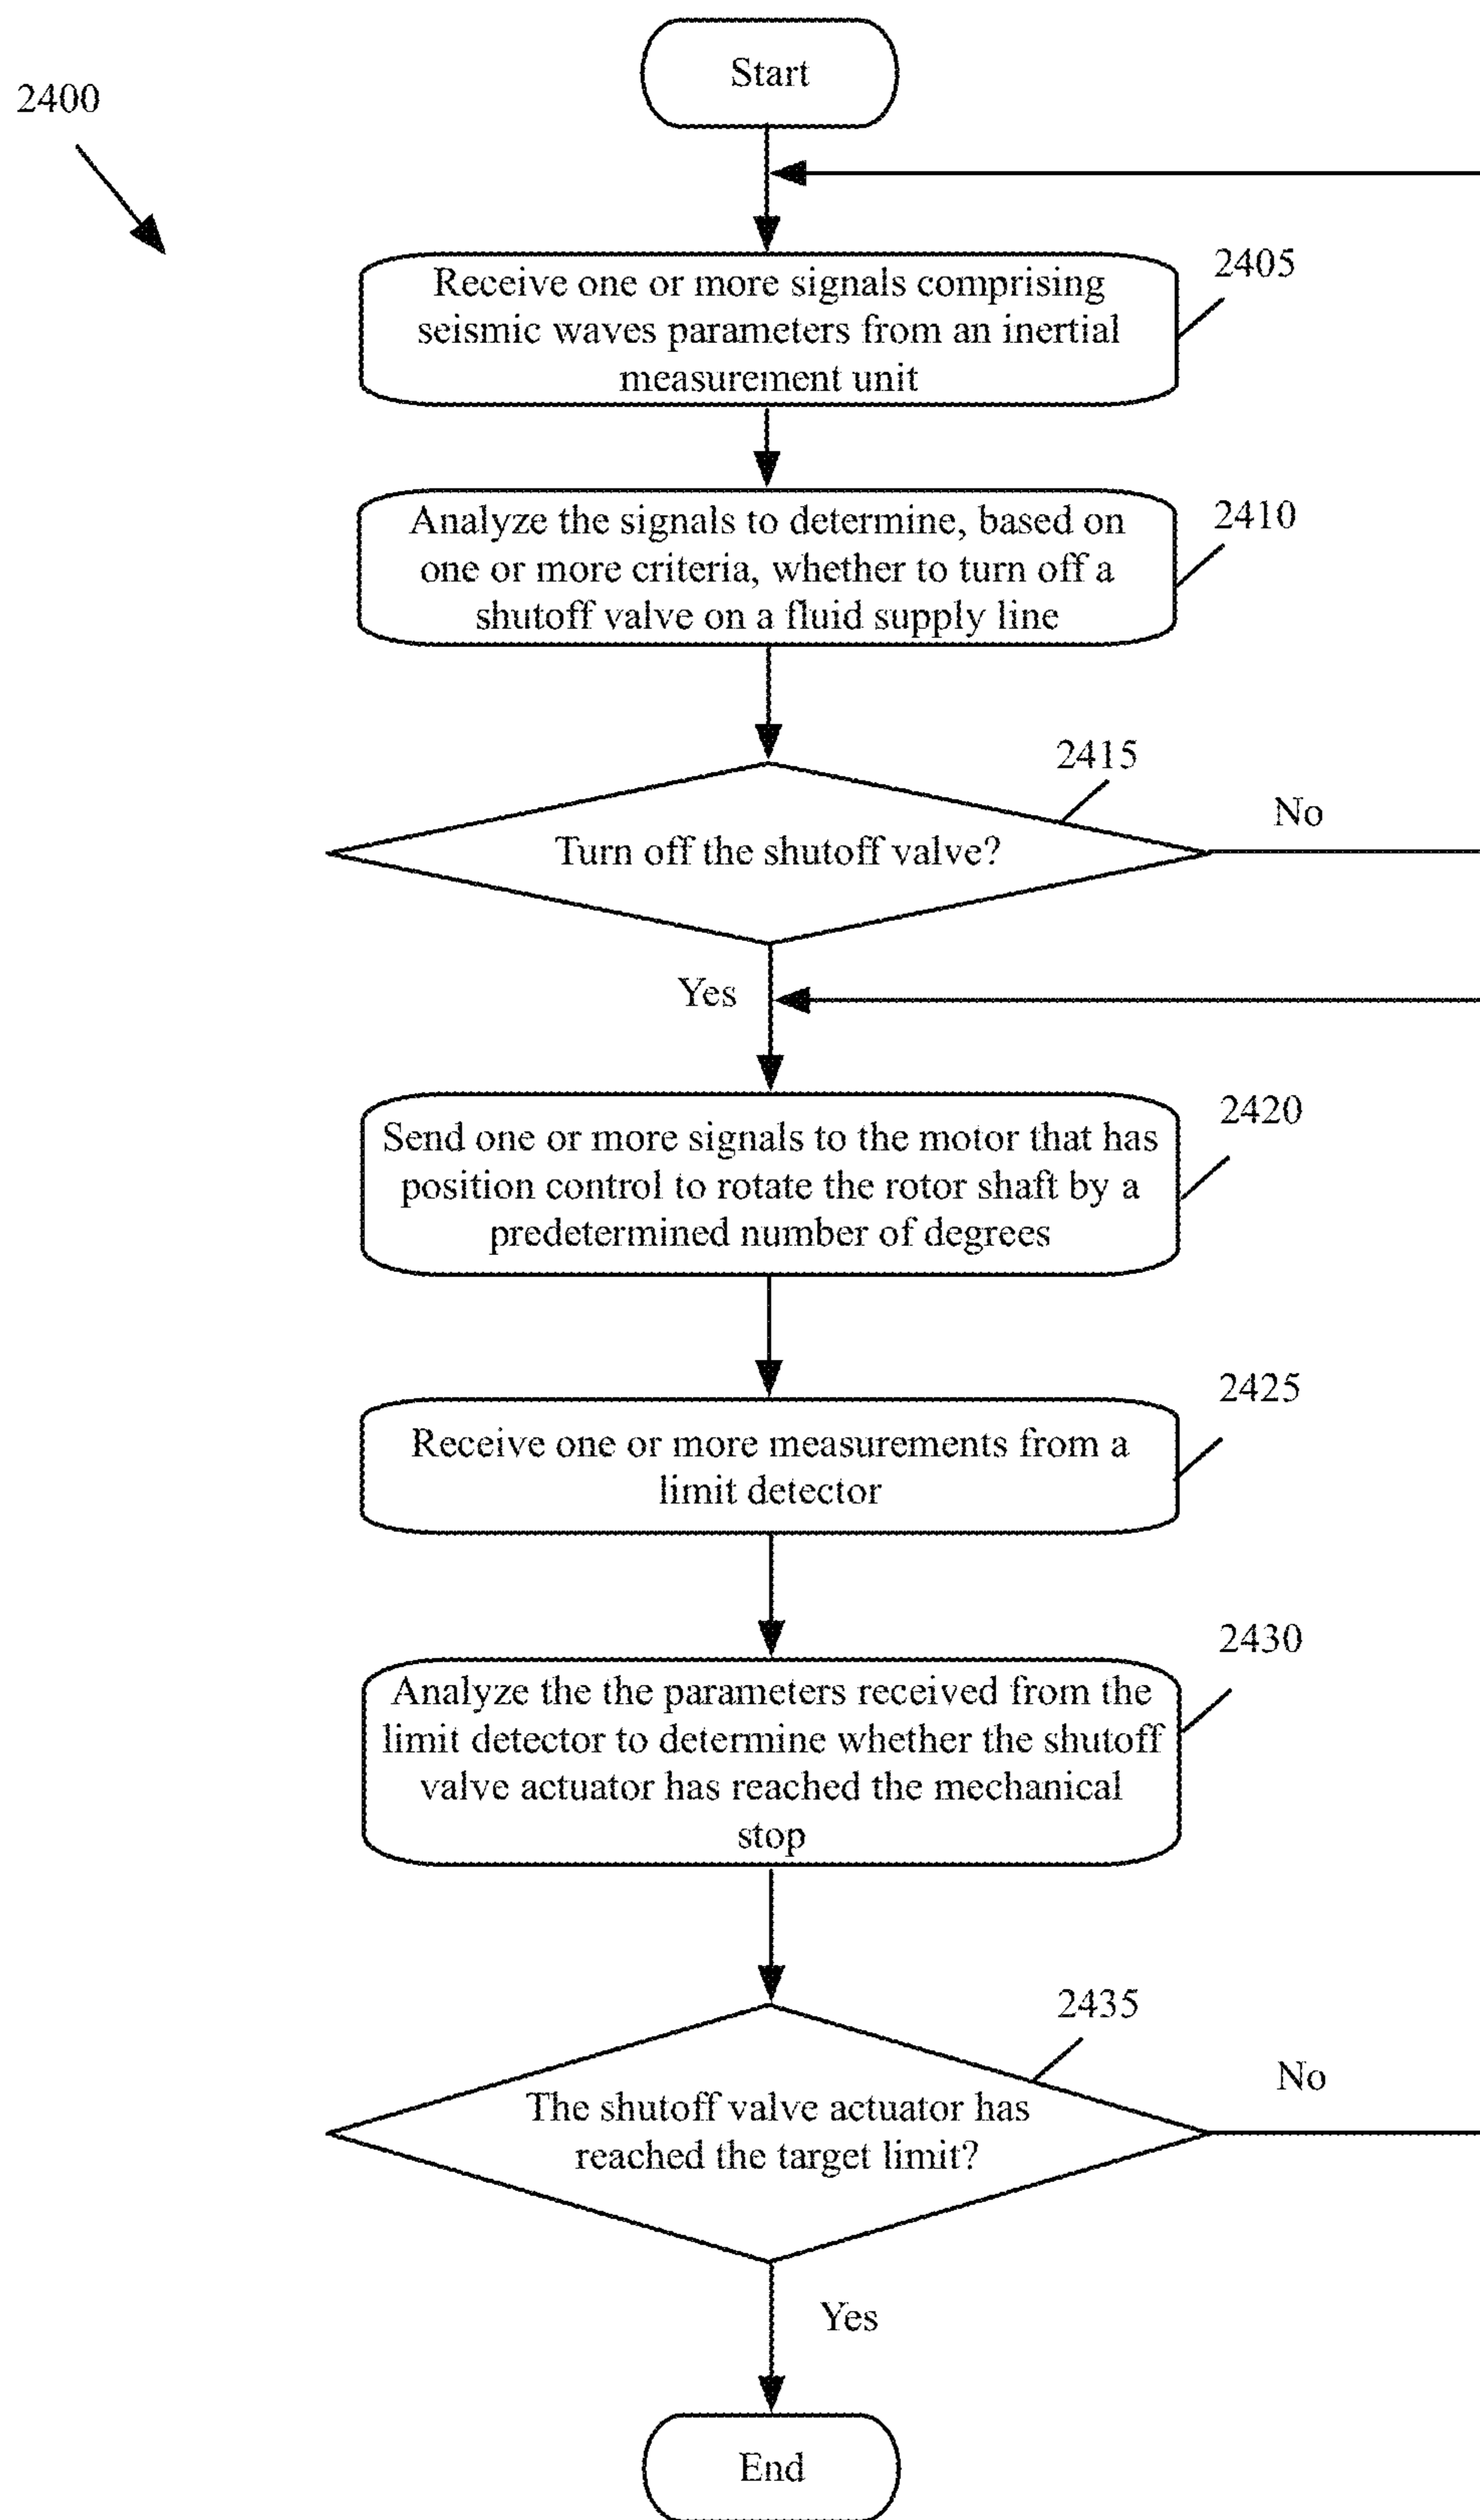 Start
2400
2405
Receive one or more signals comprising
seismic waves parameters from an inertial
measurement unit
2410
Analyze the signals to determine, based on
one or more criteria, whether to turn off a
shutoff valve on a fluid supply line
2415
No
Turn off the shutoff valve?
Yes
2420
Send one or more signals to the motor that has
position control to rotate the rotor shaft by a
predetermined number of degrees
2425
Receive one or more measurements from a
limit detector
2430
Analyze the the parameters received from the
limit detector to determine whether the shutoff
valve actuator has reached the mechanical
stop
2435
No
The shutoff valve actuator has
reached the target limit?
Yes
End